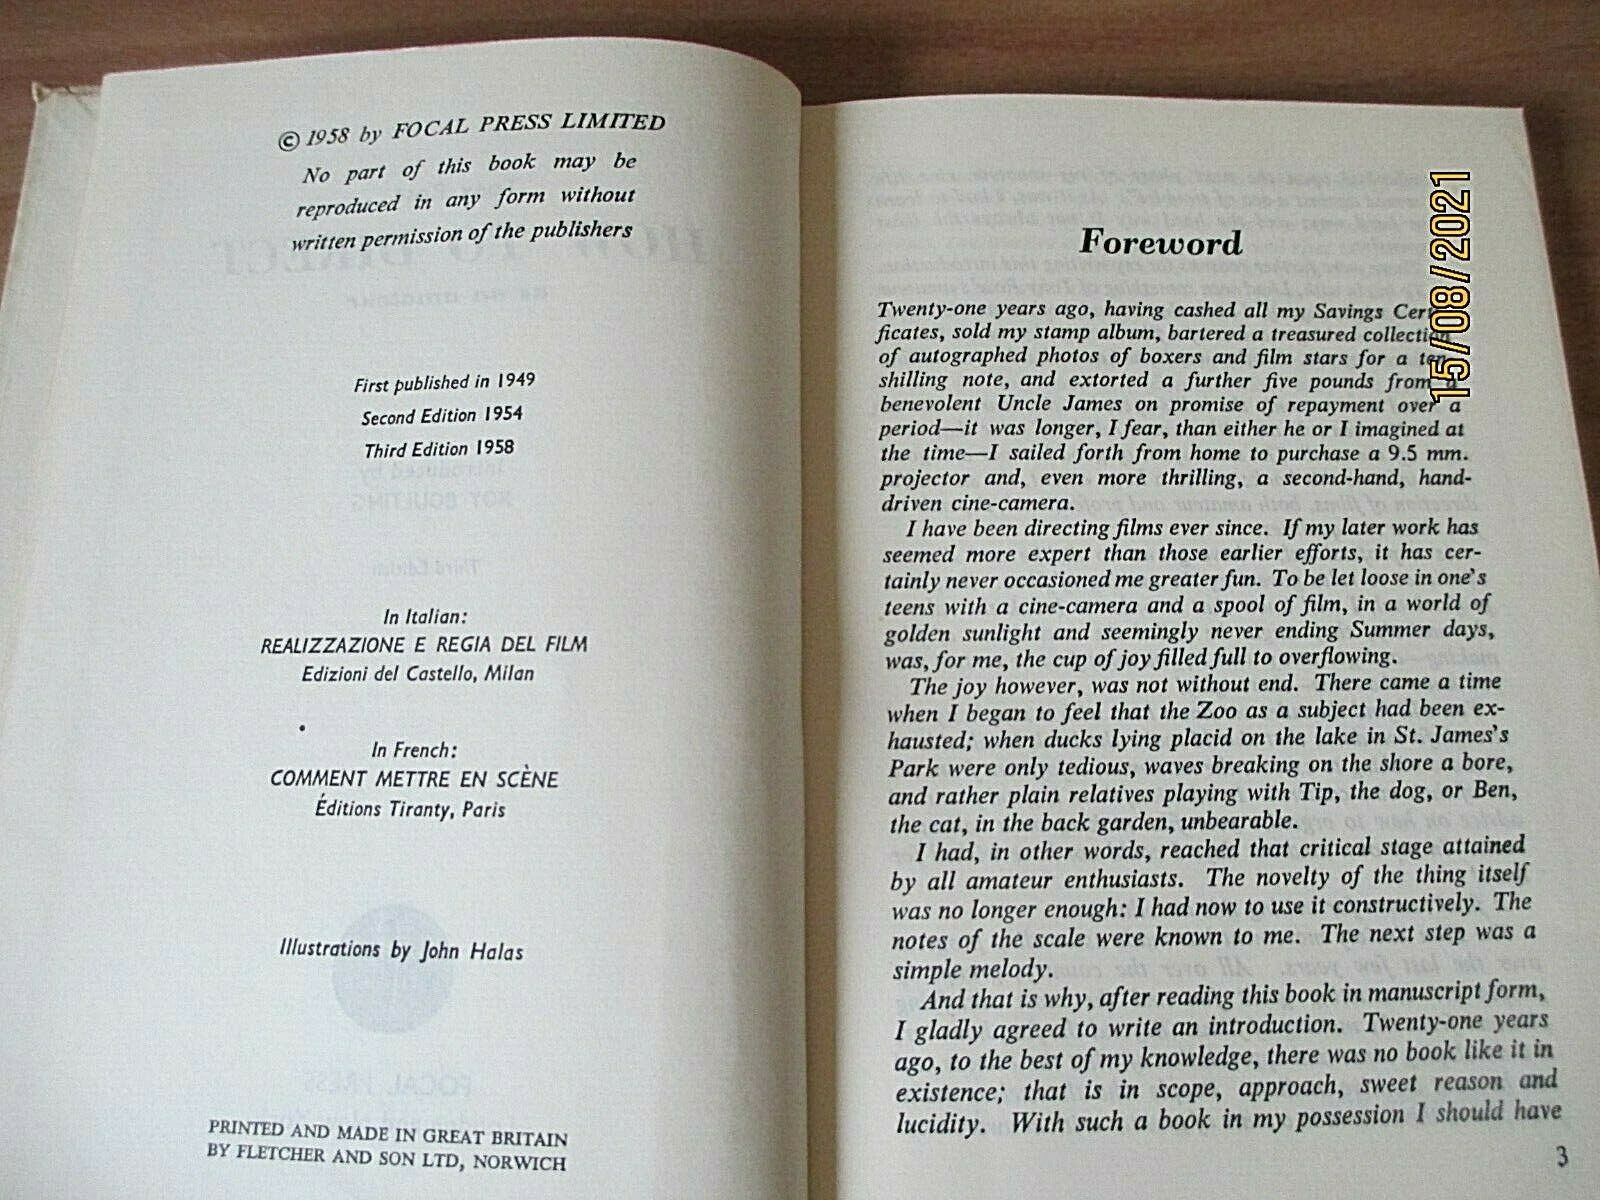 © 1958 by FOCAL PRESS LIMITED
No part of this book may be
reproduced in any form without
written permission of the publishers
First published in 1949
Second Edition 1954
Third Edition 1958
In Italian:
REALIZZAZIONE E REGIA DEL FILM
Edizioni del Castello, Milan
In French:
COMMENT METTRE EN SCÈNE
Éditions Tiranty, Paris
Illustrations by John Halas
PRINTED AND MADE IN GREAT BRITAIN
BY FLETCHER AND SON LTD, NORWICH
Foreword
Twenty-one years ago, having cashed all my Savings Certi-
ficates, sold my stamp album, bartered a treasured collection
of autographed photos of boxers and film stars for a ten
shilling note, and extorted a further five pounds from a
benevolent Uncle James on promise of repayment over a
period—it was longer, I fear, than either he or I imagined at
the time—I sailed forth from home to purchase a 9.5 mm.
projector and, even more thrilling, a second-hand, hand-
driven cine-camera.
I have been directing films ever since. If my later work has
seemed more expert than those earlier efforts, it has cer-
tainly never occasioned me greater fun. To be let loose in one's
teens with a cine-camera and a spool of film, in a world of
golden sunlight and seemingly never ending Summer days,
was, for me, the cup of joy filled full to overflowing.
The joy however, was not without end. There came a time
when I began to feel that the Zoo as a subject had been ex-
hausted; when ducks lying placid on the lake in St. James's
Park were only tedious, waves breaking on the shore a bore,
and rather plain relatives playing with Tip, the dog, or Ben,
the cat, in the back garden, unbearable.
I had, in other words, reached that critical stage attained
by all amateur enthusiasts. The novelty of the thing itself
was no longer enough: I had now to use it constructively. The
notes of the scale were known to me. The next step was a
simple melody.
And that is why, after reading this book in manuscript form,
I gladly agreed to write an introduction. Twenty-one years
ago, to the best of my knowledge, there was no book like it in
existence; that is in scope, approach, sweet reason and
lucidity. With such a book in my possession I should have
3
15/08/2021